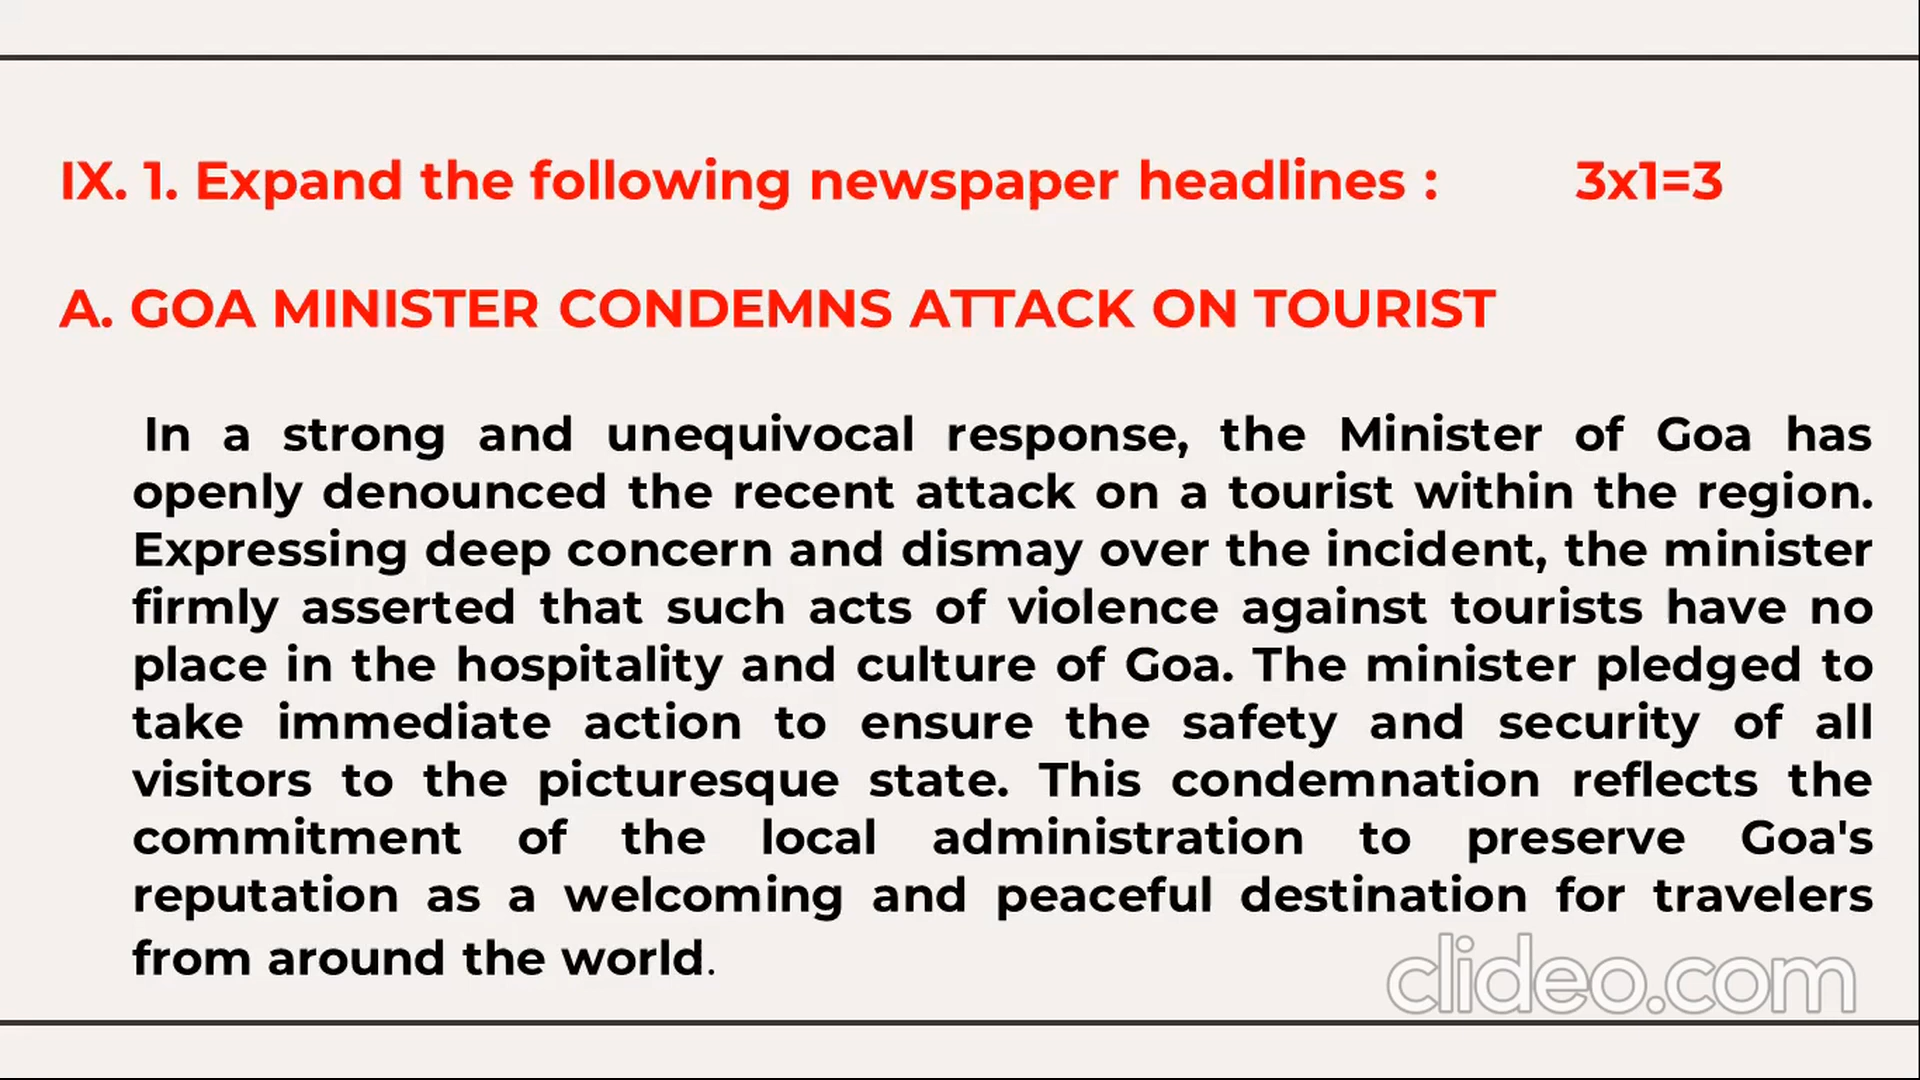 IX. 1. Expand the following newspaper headlines : 3x1=3
A. GOA MINISTER CONDEMNS ATTACK ON TOURIST
In a strong and unequivocal response, the Minister of Goa has
openly denounced the recent attack on a tourist within the region.
Expressing deep concern and dismay over the incident, the minister
firmly asserted that such acts of violence against tourists have no
place in the hospitality and culture of Goa. The minister pledged to
take immediate action to ensure the safety and security of all
visitors to the picturesque state. This condemnation reflects the
commitment of the local administration to preserve Goa's
reputation as a welcoming and peaceful destination for travelers
from around the world.
clideo.com